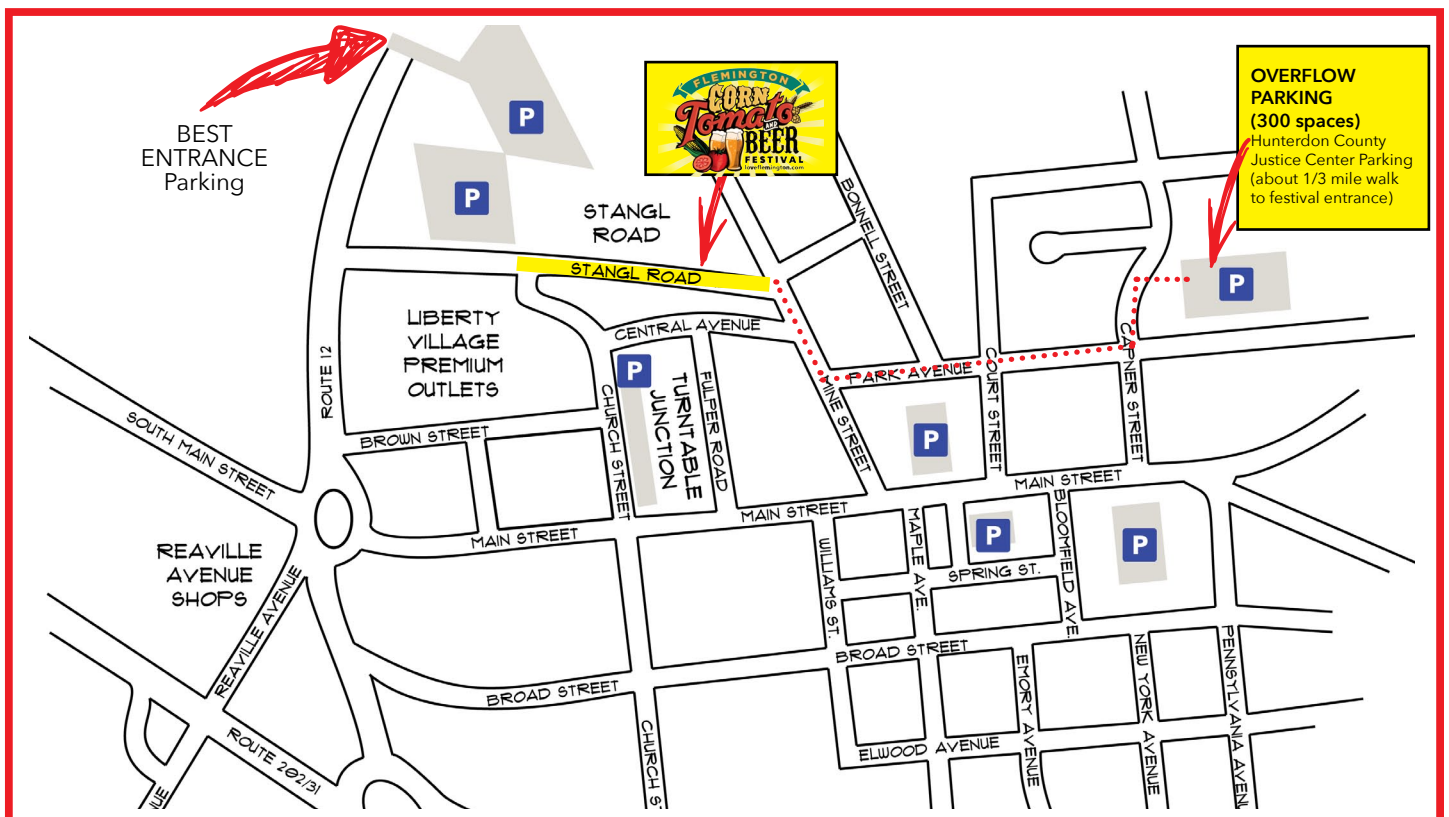 BEST
ENTRANCE
Parking
P
P
FLEMINGTON
CORN
Tomato
AND
BEER
FESTIVAL
loveflemington.com
OVERFLOW
PARKING
(300 spaces)
Hunterdon County
Justice Center Parking
(about 1/3 mile walk
to festival entrance)
P
STANGL
ROAD
STANGL ROAD
BONNELL STREET
LIBERTY
VILLAGE
PREMIUM
OUTLETS
CENTRAL AVENUE
ROUTE 12
P
TURNTABLE
JUNCTION
FULPER ROAD
CHURCH STREET
MINE STREET
PARK AVENUE
COURT STREET
CAPNER STREET
SOUTH MAIN STREET
BROWN STREET
P
MAIN STREET
MAIN STREET
MAIN STREET
REAVILLE
AVENUE
SHOPS
REAVILLE AVENUE
WILLIAMS ST.
MAPLE AVE.
P
SPRING ST.
BLOOMFIELD AVE.
P
BROAD STREET
BROAD STREET
CHURCH ST
EMORY AVENUE
NEW YORK AVENUE
PENNSYLVANIA AVEN
ELWOOD AVENUE
ROUTE 202/31
UE